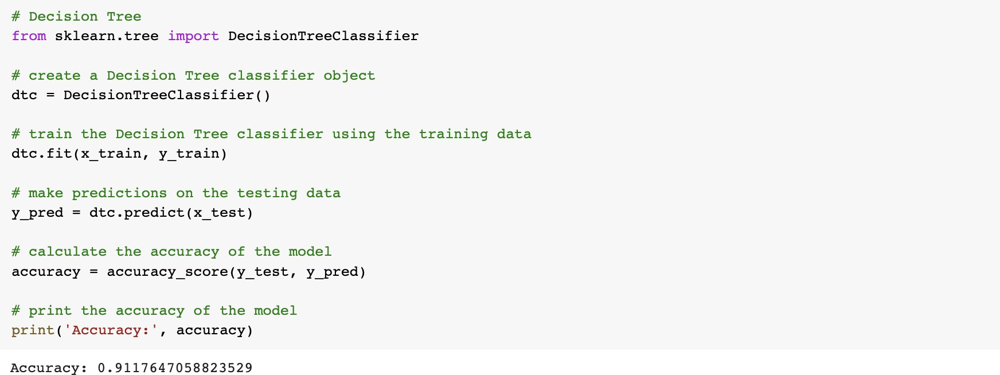 # Decision Tree
from sklearn.tree import DecisionTreeClassifier
# create a Decision Tree classifier object
dtc = DecisionTreeClassifier()
# train the Decision Tree classifier using the training data
dtc.fit(x_train, y_train)
# make predictions on the testing data
y_pred = dtc.predict(x_test)
# calculate the accuracy of the model
accuracy = accuracy_score(y_test, y_pred)
# print the accuracy of the model
print('Accuracy:', accuracy)
Accuracy: 0.9117647058823529